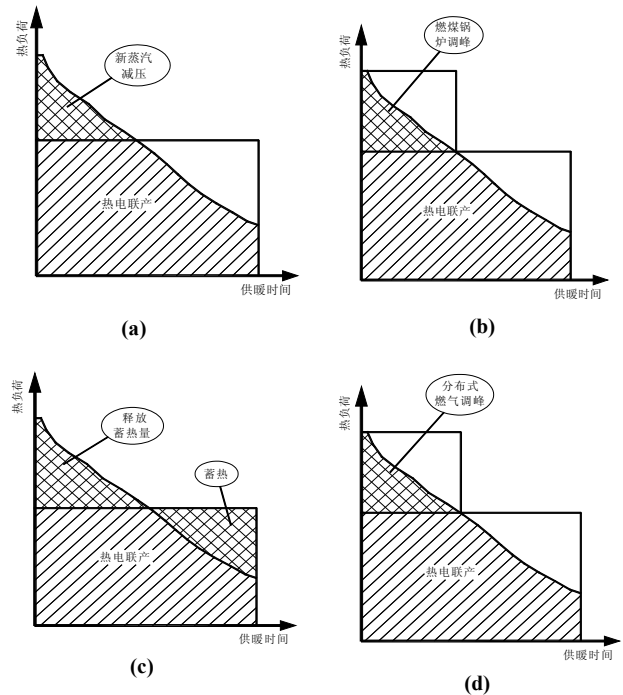 热负荷
新蒸汽
减压
热电联产
供暖时间
(a)
热负荷
燃煤锅
炉调峰
热电联产
供暖时间
(b)
热负荷
释放
蓄热量
蓄热
热电联产
供暖时间
(c)
热负荷
分布式
燃气调峰
热电联产
供暖时间
(d)